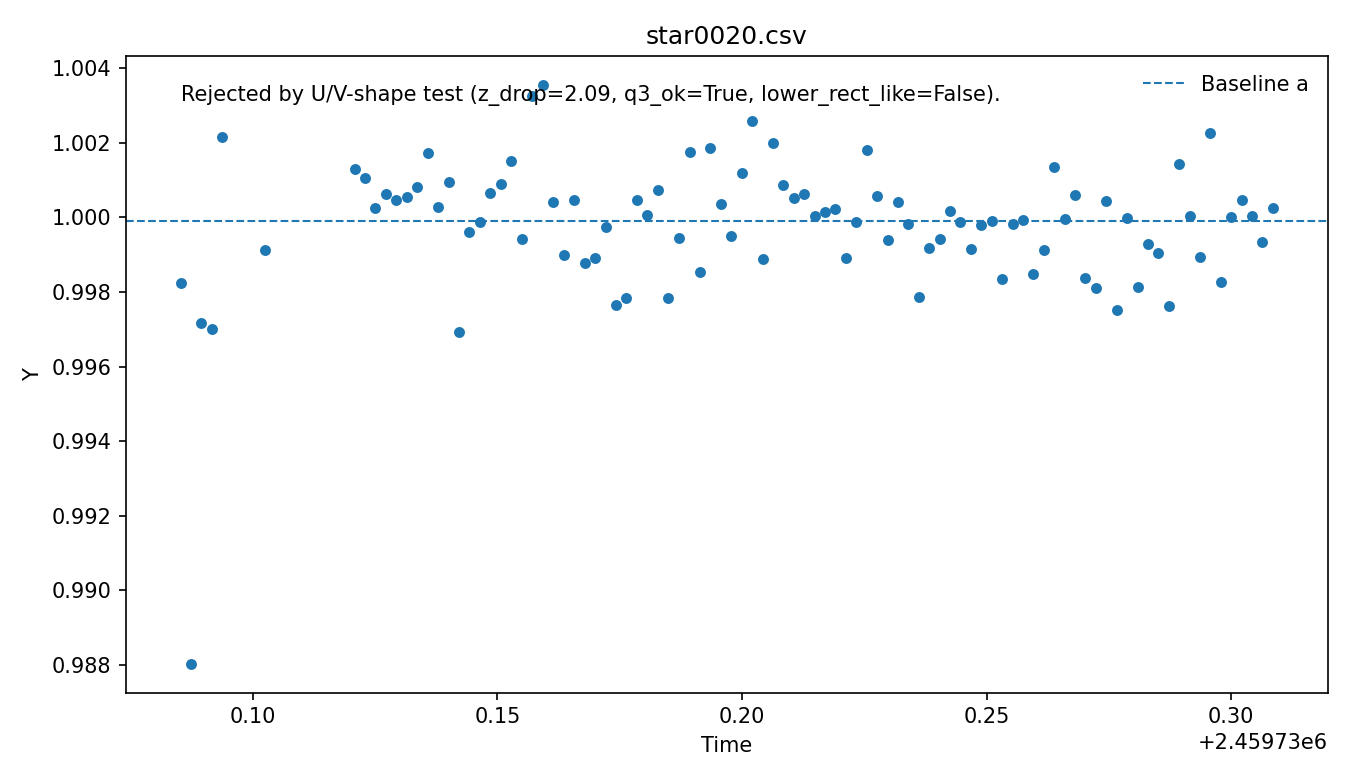 star0020.csv
1.004
Rejected by U/V-shape test (z_drop=2.09, q3_ok=True, lower_rect_like=False).
Baseline a
1.002
1.000
0.998
0.996
Y
0.994
0.992
0.990
0.988
0.10 0.15 0.20 0.25 0.30
Time
+2.45973e6